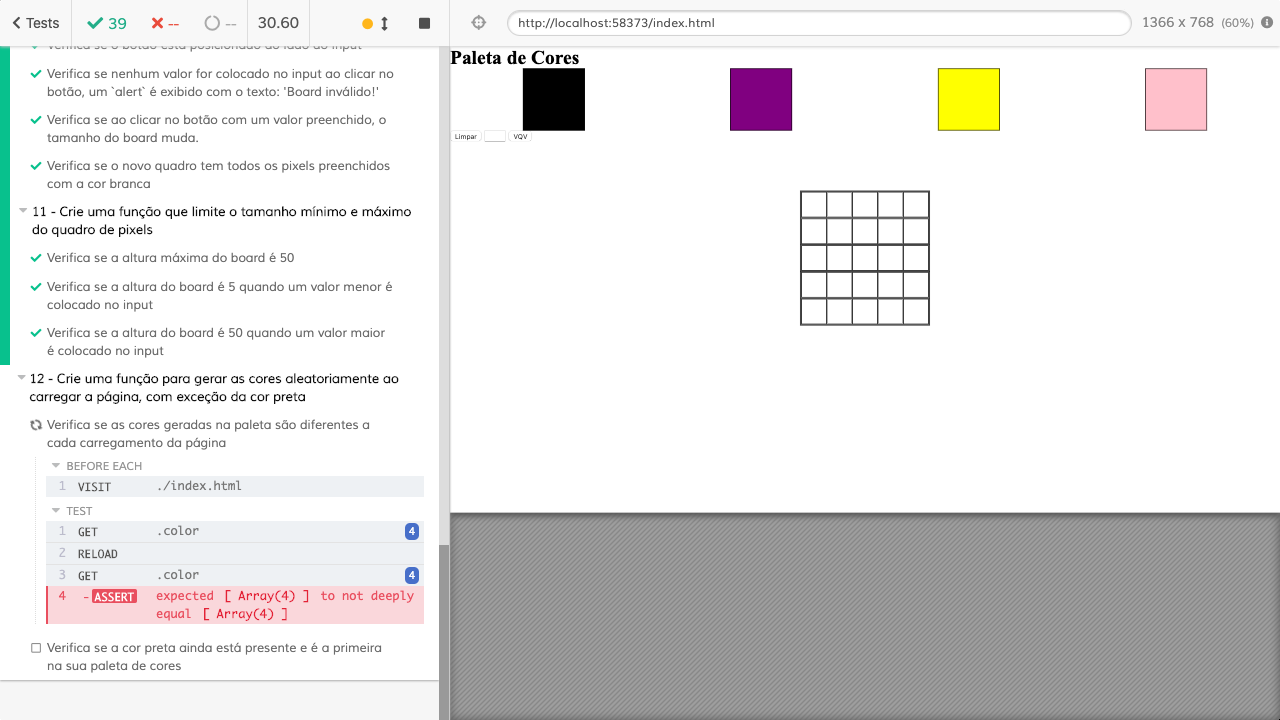 Tests
39
--
--
30.60
http://localhost:58373/index.html
1366 x 768 (60%)
Verifica se o botão está posicionado do lado do input
Verifica se nenhum valor for colocado no input ao clicar no
botão, um `alert` é exibido com o texto: 'Board inválido!'
Verifica se ao clicar no botão com um valor preenchido, o
tamanho do board muda.
Verifica se o novo quadro tem todos os pixels preenchidos
com a cor branca
11 - Crie uma função que limite o tamanho mínimo e máximo
do quadro de pixels
Verifica se a altura máxima do board é 50
Verifica se a altura do board é 5 quando um valor menor é
colocado no input
Verifica se a altura do board é 50 quando um valor maior
é colocado no input
12 - Crie uma função para gerar as cores aleatoriamente ao
carregar a página, com exceção da cor preta
Verifica se as cores geradas na paleta são diferentes a
cada carregamento da página
BEFORE EACH
1 VISIT ./index.html
TEST
1 GET .color 4
2 RELOAD
3 GET .color 4
4 -ASSERT expected [ Array(4) ] to not deeply
equal [ Array(4) ]
Verifica se a cor preta ainda está presente e é a primeira
na sua paleta de cores
Paleta de Cores
Limpar VQV